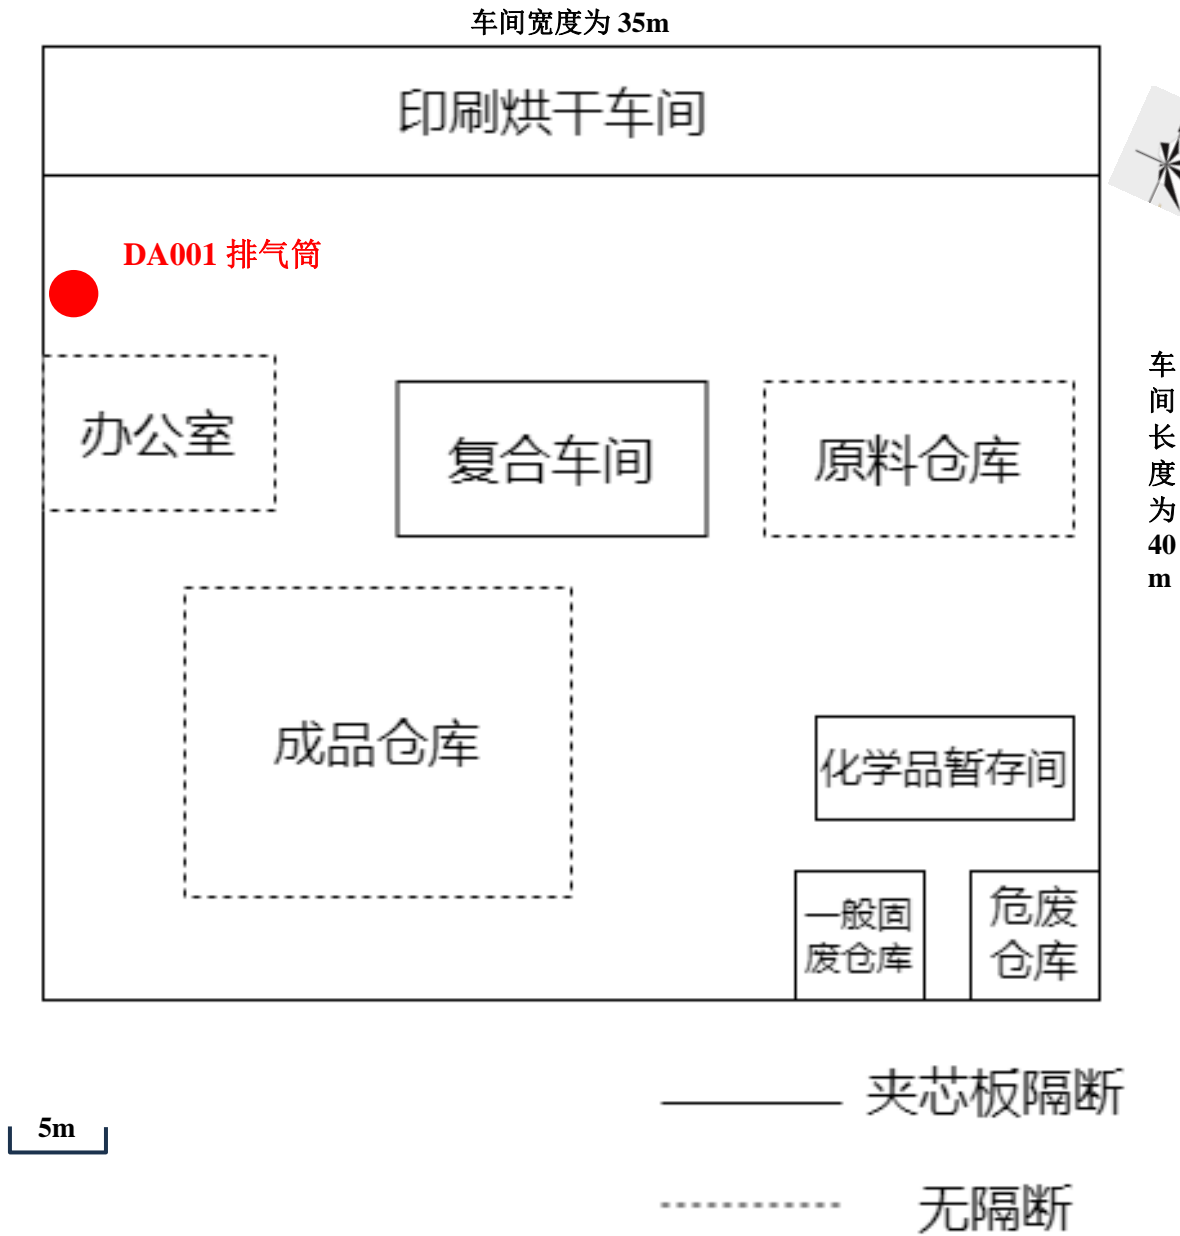 车间宽度为 35m
印刷烘干车间
DA001 排气筒
办公室
复合车间
原料仓库
车
间
长
度
为
40
m
成品仓库
化学品暂存间
一般固
废仓库
危废
仓库
夹芯板隔断
5m
无隔断